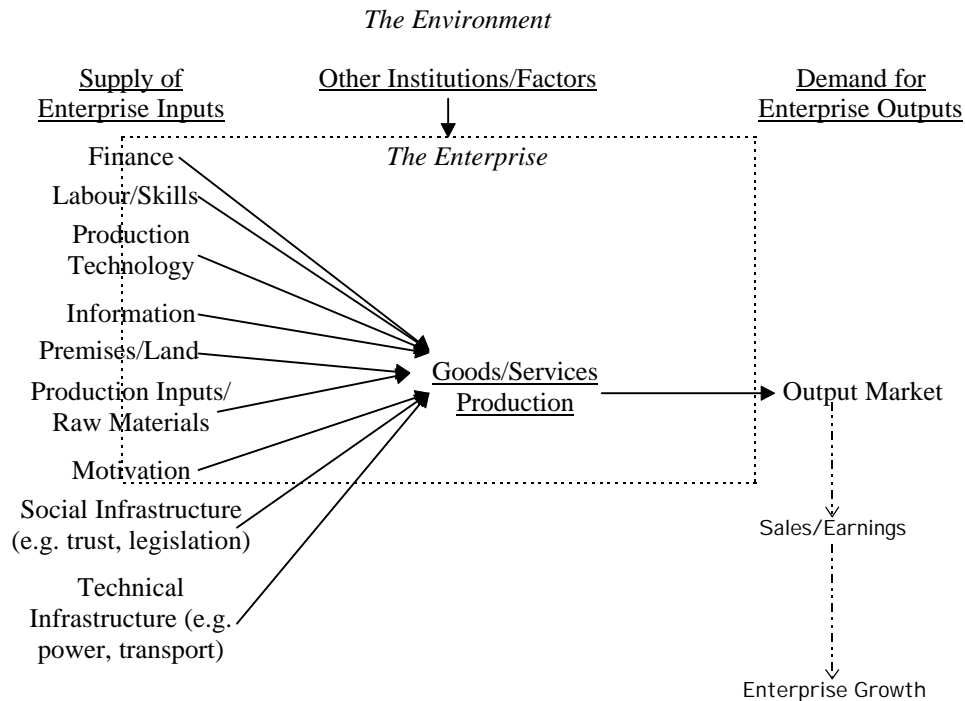 The Environment
Supply of
Enterprise Inputs
Other Institutions/Factors
Demand for
Enterprise Outputs
The Enterprise
Finance
Labour/Skills
Production
Technology
Information
Premises/Land
Production Inputs/
Raw Materials
Motivation
Social Infrastructure
(e.g. trust, legislation)
Technical
Infrastructure (e.g.
power, transport)
Goods/Services
Production
Output Market
Sales/Earnings
Enterprise Growth